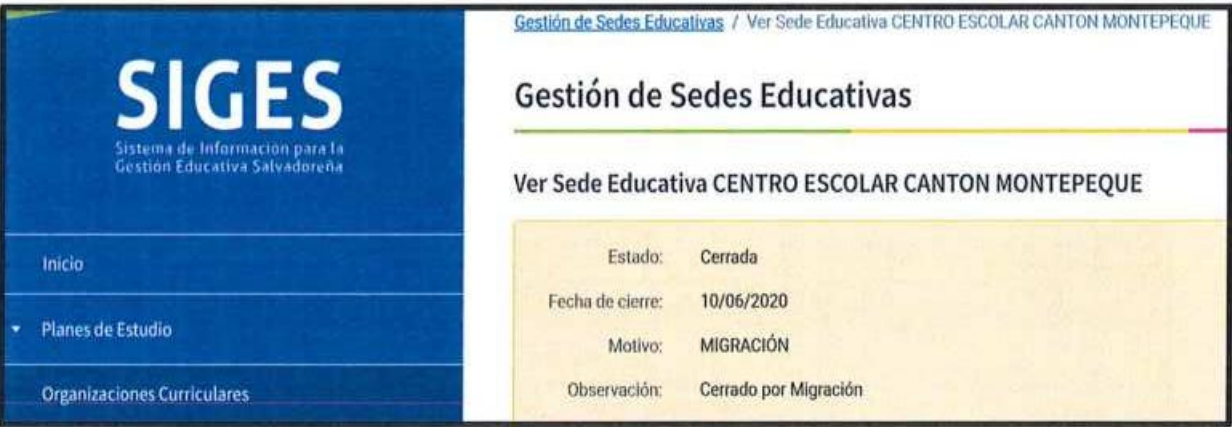 SIGES
Sistema de Información para la
Gestión Educativa Salvadoreña
Inicio
Planes de Estudio
Organizaciones Curriculares
Gestión de Sedes Educativas / Ver Sede Educativa CENTRO ESCOLAR CANTON MONTEPEQUE
Gestión de Sedes Educativas
Ver Sede Educativa CENTRO ESCOLAR CANTON MONTEPEQUE
Estado: Cerrada
Fecha de cierre: 10/06/2020
Motivo: MIGRACIÓN
Observación: Cerrado por Migración